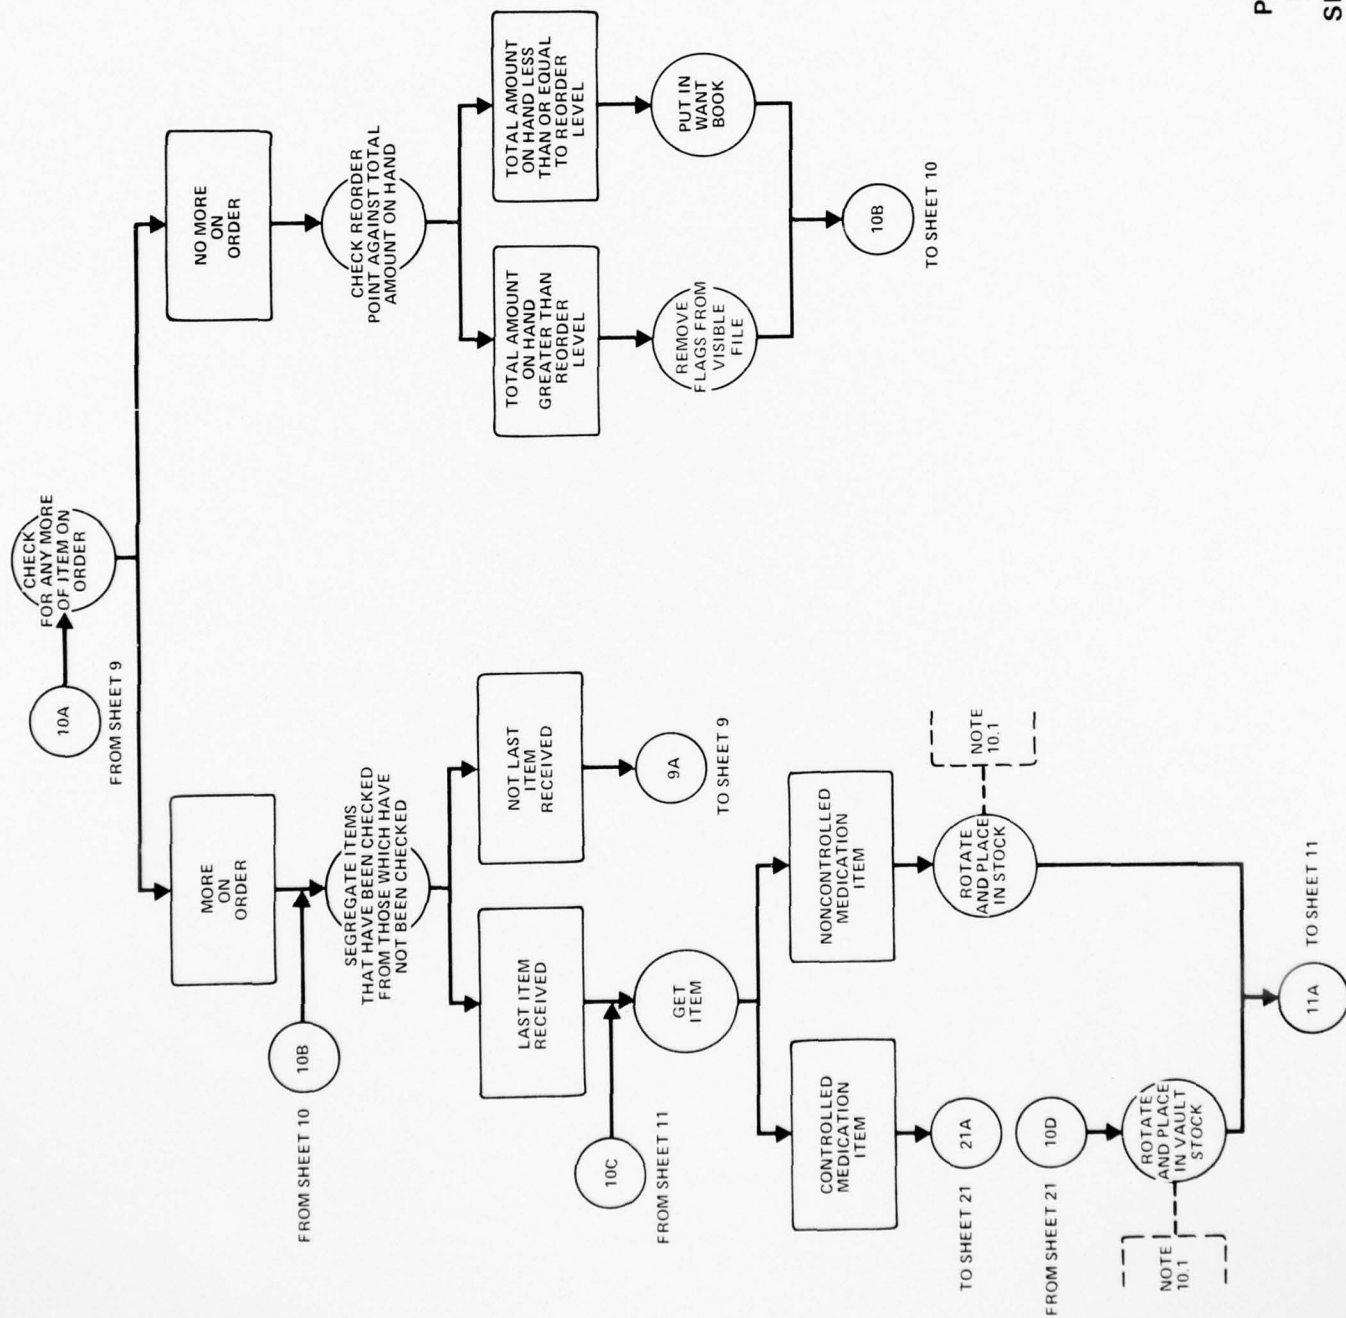 CHECK
FOR ANY MORE
OF ITEM ON
ORDER
10A
FROM SHEET 9
MORE
ON
ORDER
NO MORE
ON
ORDER
10B
FROM SHEET 10
SEGREGATE ITEMS
THAT HAVE BEEN CHECKED
FROM THOSE WHICH HAVE
NOT BEEN CHECKED
CHECK REORDER
POINT AGAINST TOTAL
AMOUNT ON HAND
LAST ITEM
RECEIVED
NOT LAST
ITEM
RECEIVED
TOTAL AMOUNT
ON HAND
GREATER THAN
REORDER
LEVEL
TOTAL AMOUNT
ON HAND LESS
THAN OR EQUAL
TO REORDER
LEVEL
10C
FROM SHEET 11
GET
ITEM
9A
TO SHEET 9
REMOVE
FLAGS FROM
VISIBLE
FILE
PUT IN
WANT
BOOK
10B
TO SHEET 10
CONTROLLED
MEDICATION
ITEM
NONCONTROLLED
MEDICATION
ITEM
21A
TO SHEET 21
ROTATE
AND PLACE
IN STOCK
NOTE
10.1
10D
FROM SHEET 21
ROTATE
AND PLACE
IN VAULT
STOCK
NOTE
10.1
11A
TO SHEET 11